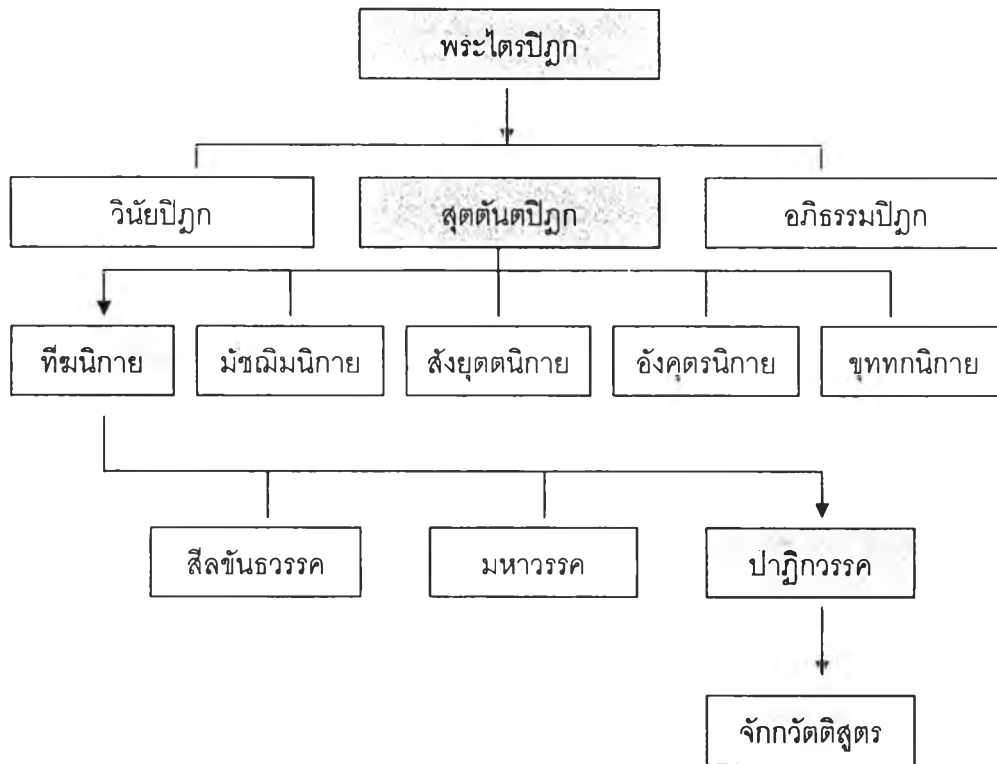 พระไตรปิฎก
วินัยปิฎก สุตตันตปิฎก อภิธรรมปิฎก
ทีฆนิกาย มัชฌิมนิกาย สังยุตตนิกาย อังคุตรนิกาย ขุททกนิกาย
สีลขันธวรรค มหาวรรค ปาฏิกวรรค
จักกวัตติสูตร